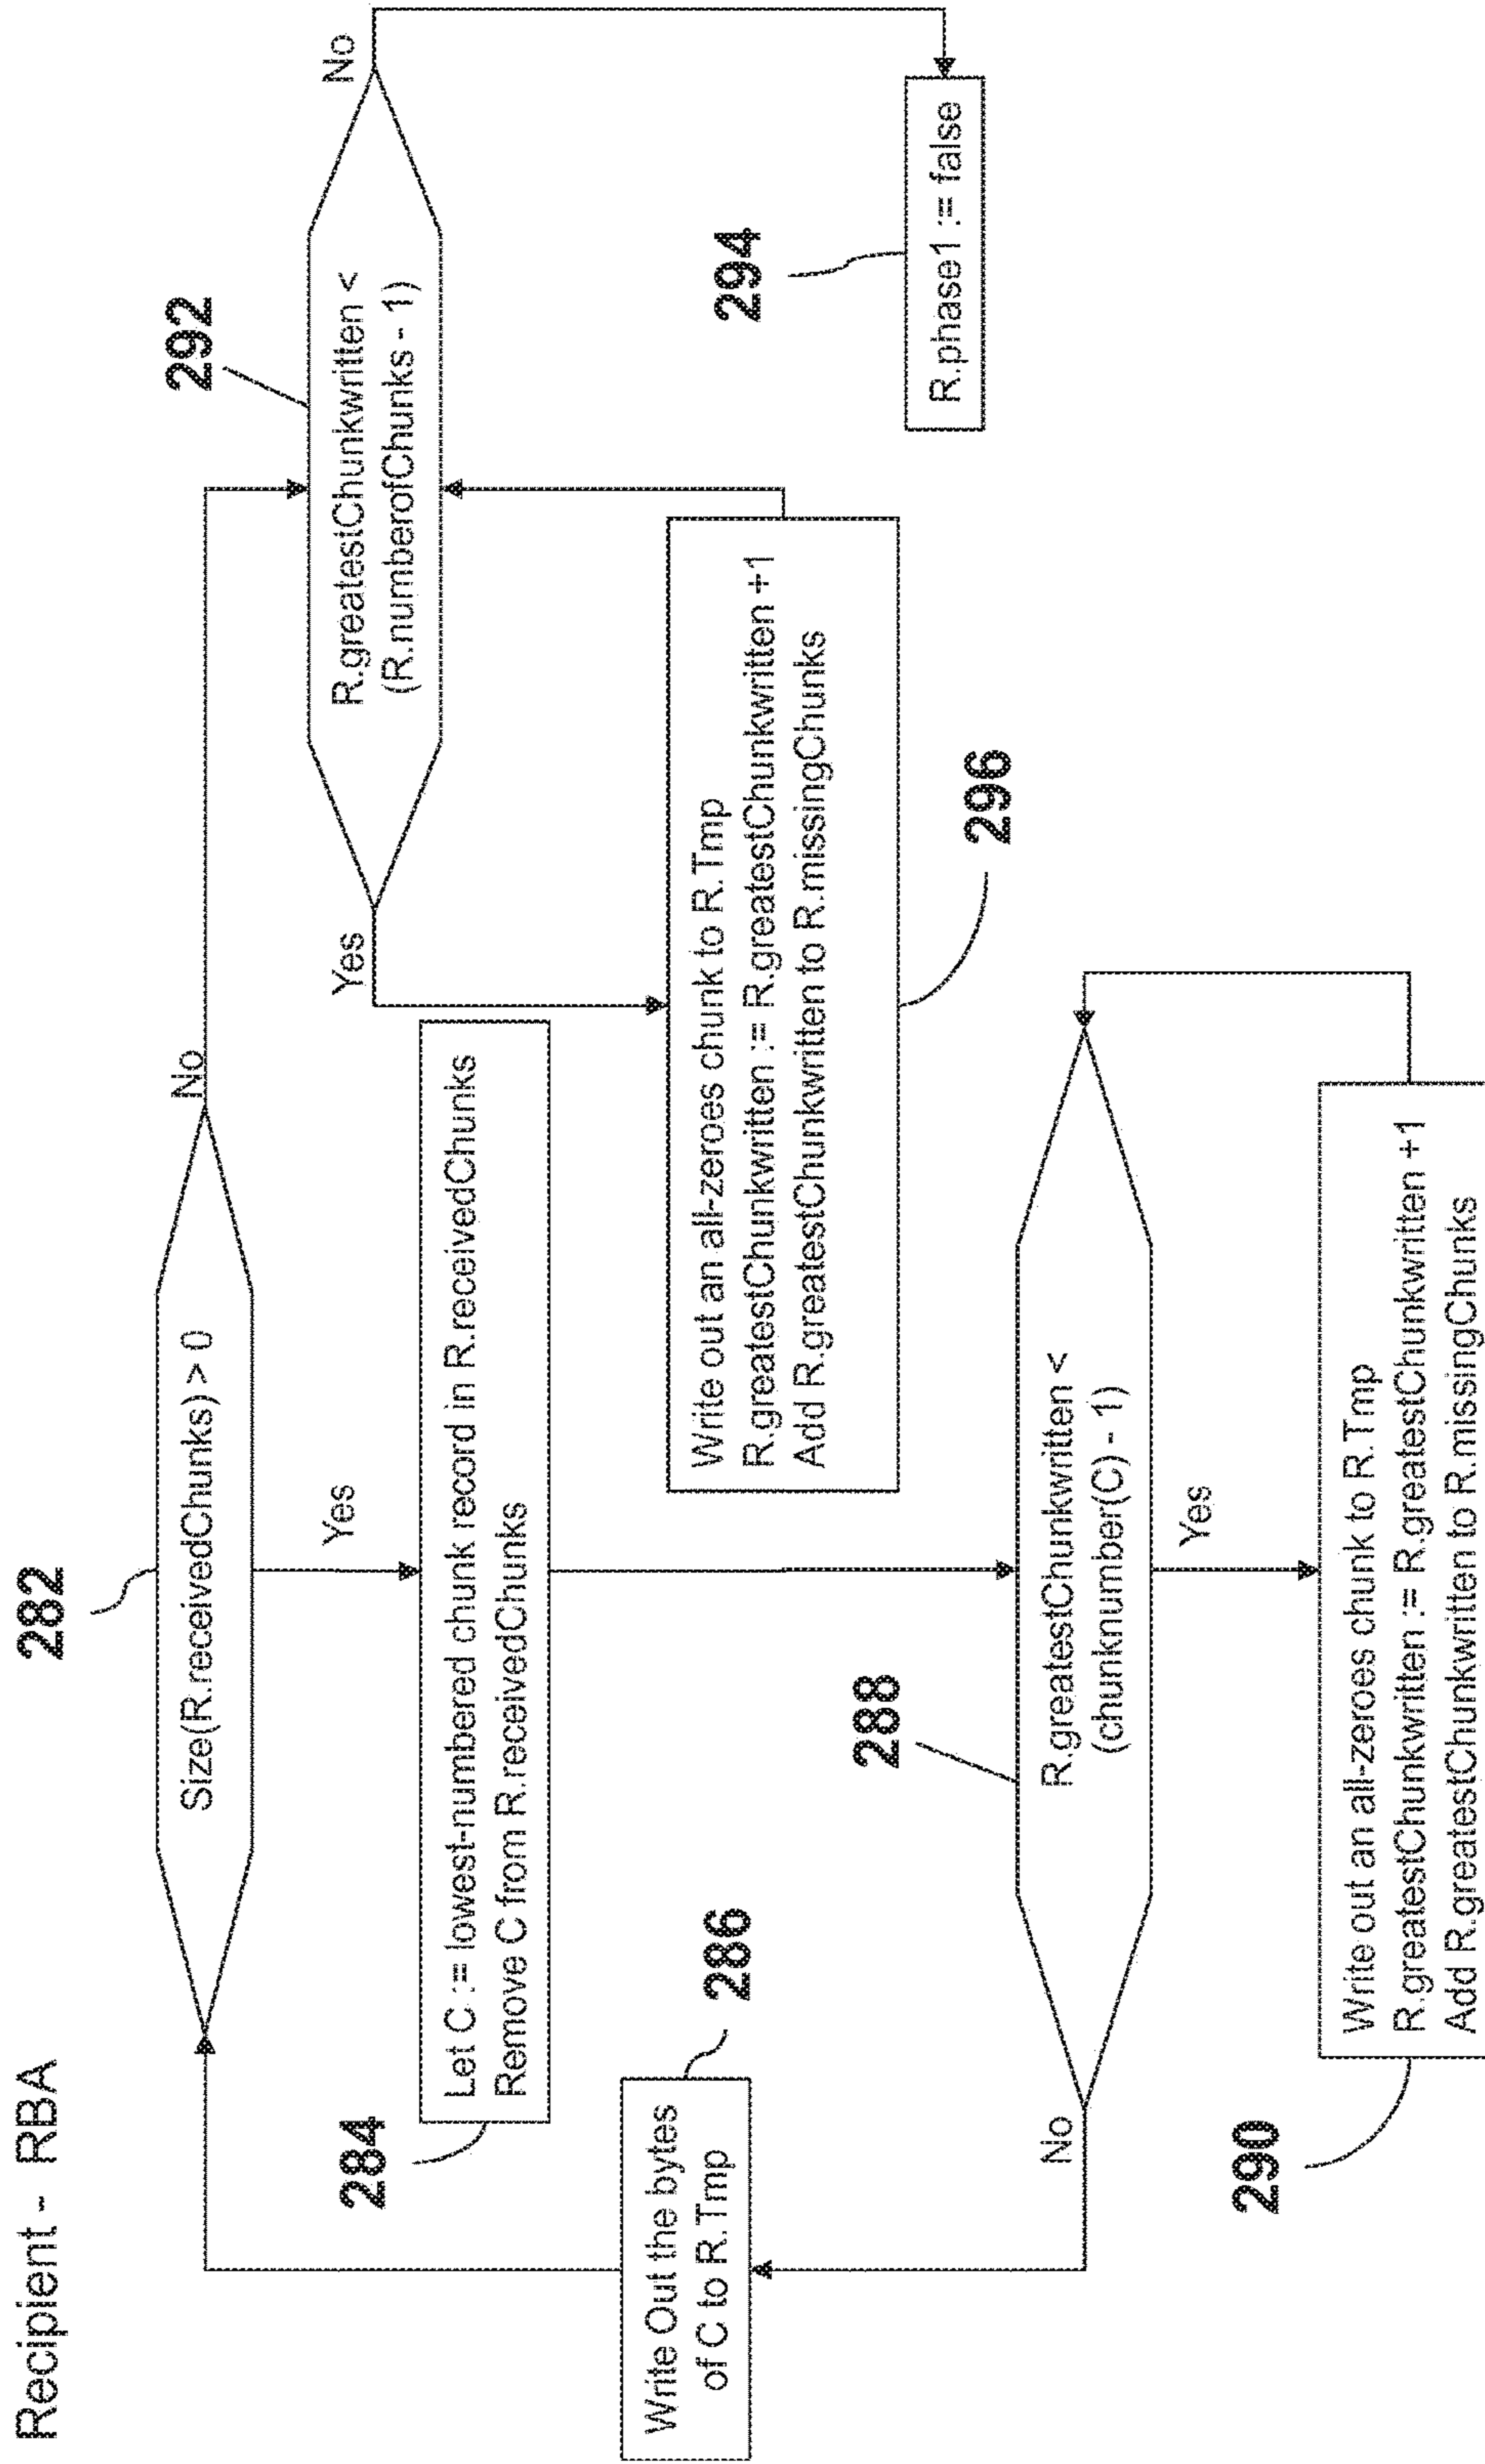 Recipient - RBA
282
Size(R.receivedChunks) > 0
No
Yes
284
Let C := lowest-numbered chunk record in R.receivedChunks
Remove C from R.receivedChunks
286
Write Out the bytes
of C to R.Tmp
288
R.greatestChunkwritten <
(chunknumber(C) - 1)
No
Yes
290
Write out an all-zeroes chunk to R.Tmp
R.greatestChunkwritten := R.greatestChunkwritten +1
Add R.greatestChunkwritten to R.missingChunks
292
R.greatestChunkwritten <
(R.numberofChunks - 1)
No
Yes
294
R.phase1 := false
296
Write out an all-zeroes chunk to R.Tmp
R.greatestChunkwritten := R.greatestChunkwritten +1
Add R.greatestChunkwritten to R.missingChunks